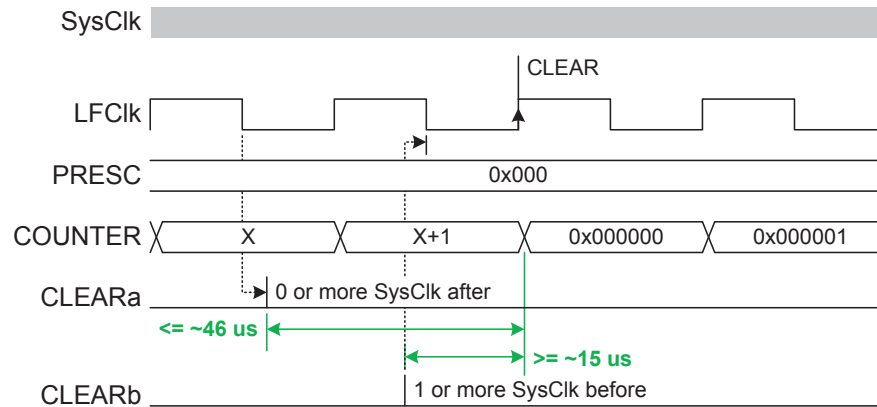 SysClk
CLEAR
LFClk
PRESC
0x000
COUNTER
X
X+1
0x000000
0x000001
CLEARa
0 or more SysClk after
<= ~46 us
>= ~15 us
CLEARb
1 or more SysClk before